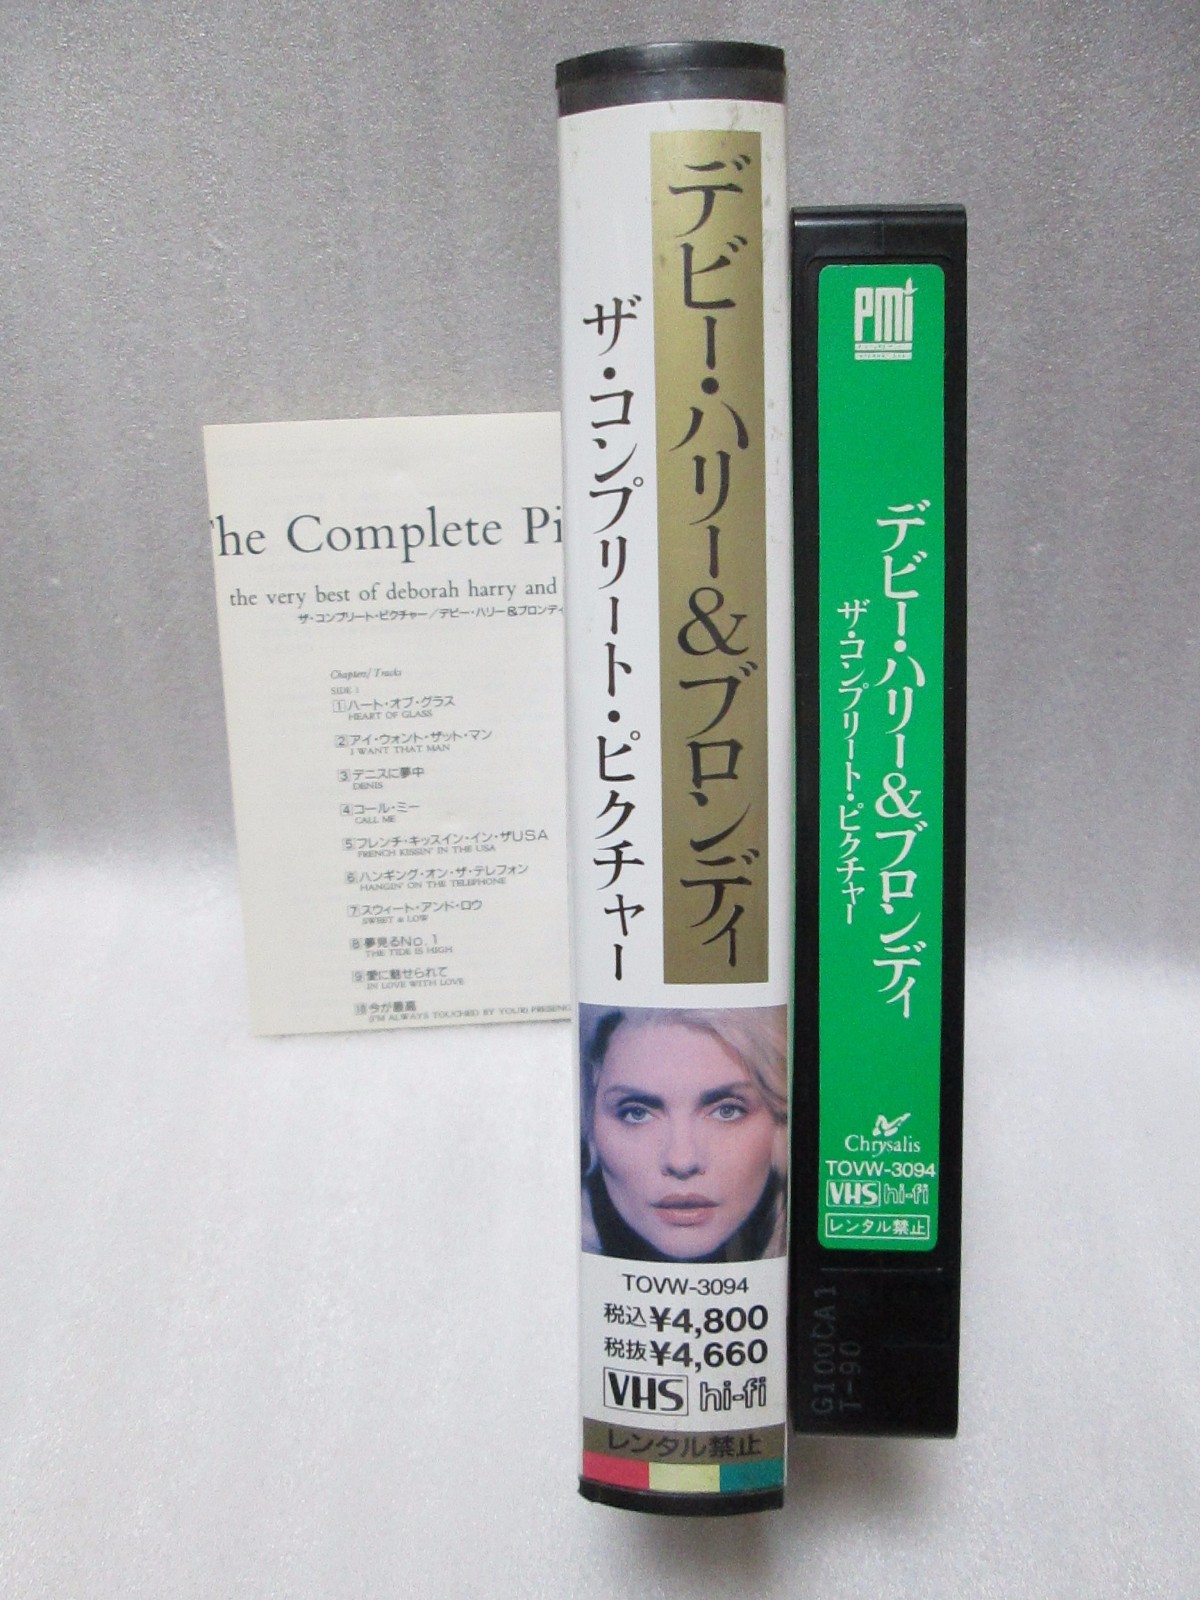 he Complete Pi
the very best of deborah harry and
ザ・コンプリート・ピクチャー／デビー・ハリー&ブロンディ
Chapters/ Tracks
SIDE 1
1 ハート・オブ・グラス
HEART OF GLASS
2 アイ・ウォント・ザット・マン
I WANT THAT MAN
3 デニスに夢中
DENIS
4 コール・ミー
CALL ME
5 フレンチ・キッスイン・イン・ザUSA
FRENCH KISSIN' IN THE USA
6 ハンギング・オン・ザ・テレフォン
HANGIN' ON THE TELEPHONE
7 スウィート・アンド・ロウ
SWEET & LOW
8 夢見るNo.1
THE TIDE IS HIGH
9 愛に魅せられて
IN LOVE WITH LOVE
10 今が最高
(I'M ALWAYS TOUCHED BY YOUR) PRESENC
デビー・ハリー&ブロンディ
ザ・コンプリート・ピクチャー
TOVW-3094
税込¥4,800
税抜¥4,660
VHS hi-fi
レンタル禁止
PMI
デビー・ハリー&ブロンディ
ザ・コンプリート・ピクチャー
Chrysalis
TOVW-3094
VHS hi-fi
レンタル禁止
G100CA1
T-90